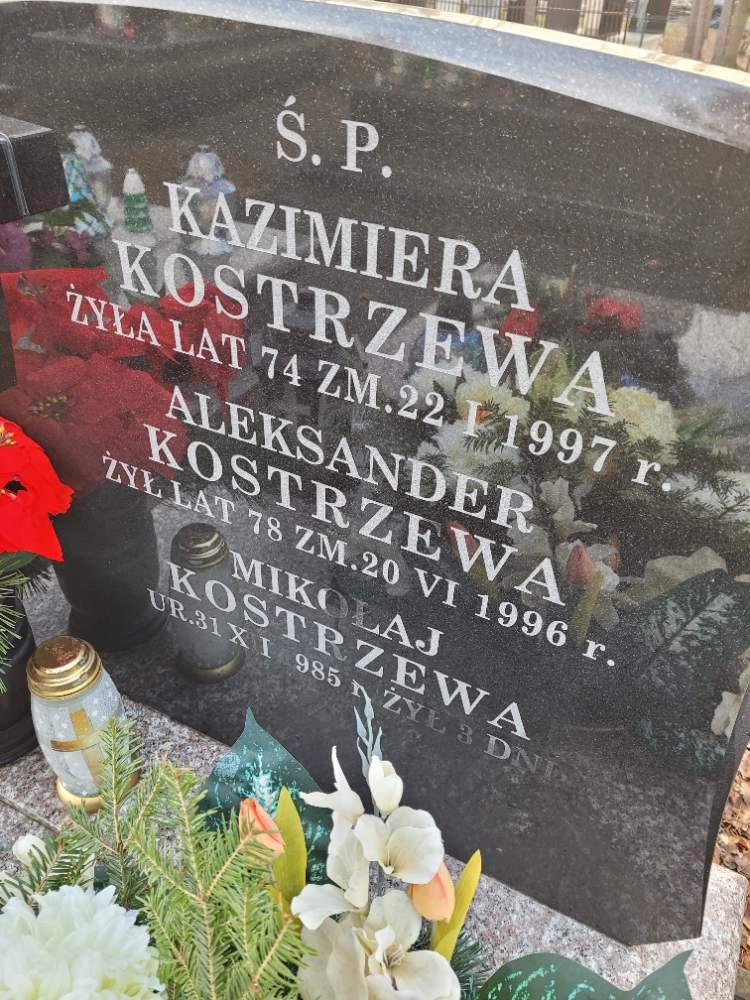 Ś. P.
KAZIMIERA
KOSTRZEWA
ŻYŁA LAT 74 ZM.22 I 1997 r.
ALEKSANDER
KOSTRZEWA
ŻYŁ LAT 78 ZM.20 VI 1996 r.
MIKOŁAJ
KOSTRZEWA
UR.31 X I 985 r. ŻYŁ 3 DNI